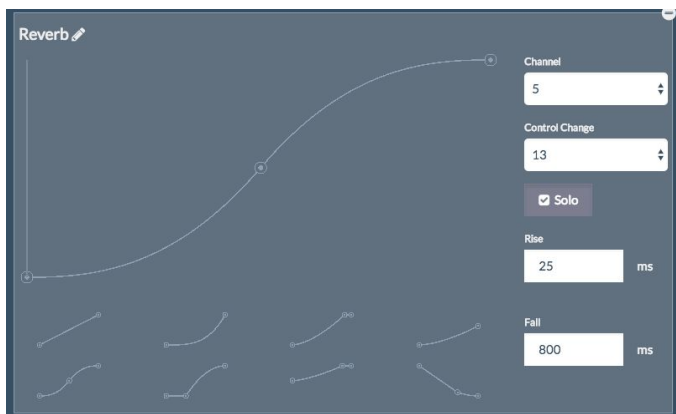 Reverb
Channel
5
Control Change
13
Solo
Rise
25 ms
Fall
800 ms